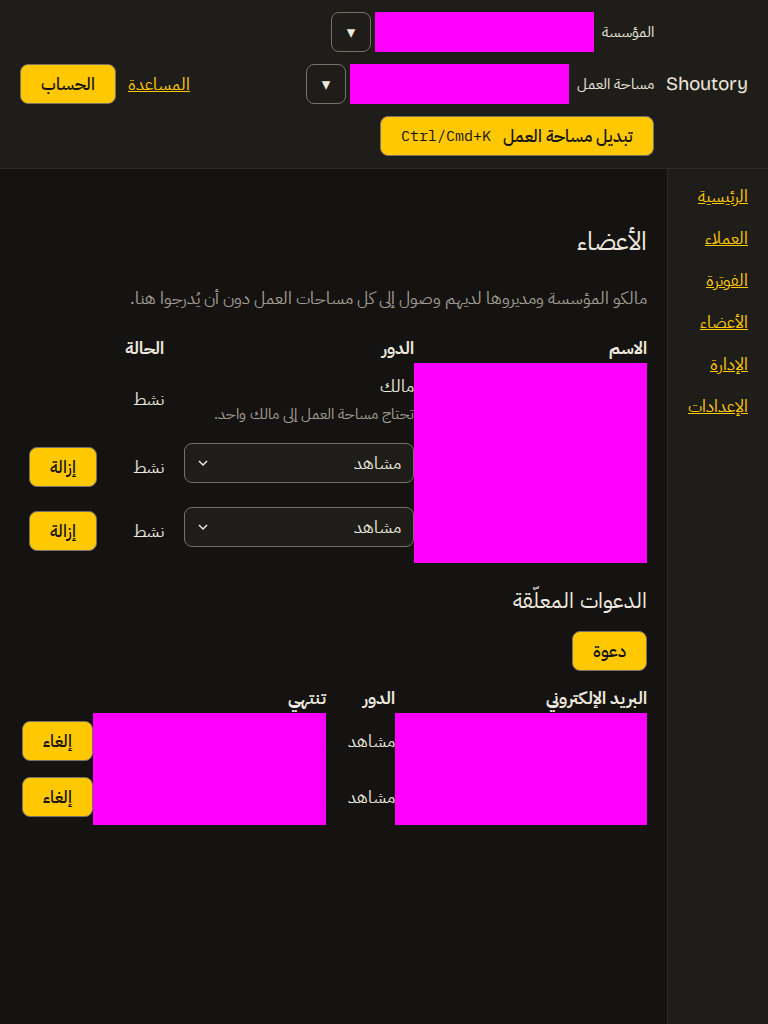 المؤسسة ▼
Shoutory مساحة العمل ▼ المساعدة الحساب
تبديل مساحة العمل Ctrl/Cmd+K
الرئيسية
العملاء
الفوترة
الأعضاء
الإدارة
الإعدادات
الأعضاء
مالكو المؤسسة ومديروها لديهم وصول إلى كل مساحات العمل دون أن يُدرجوا هنا.
الاسم الدور الحالة
مالك نشط
تحتاج مساحة العمل إلى مالك واحد.
مشاهد نشط إزالة
مشاهد نشط إزالة
الدعوات المعلّقة
دعوة
البريد الإلكتروني الدور تنتهي
مشاهد إلغاء
مشاهد إلغاء